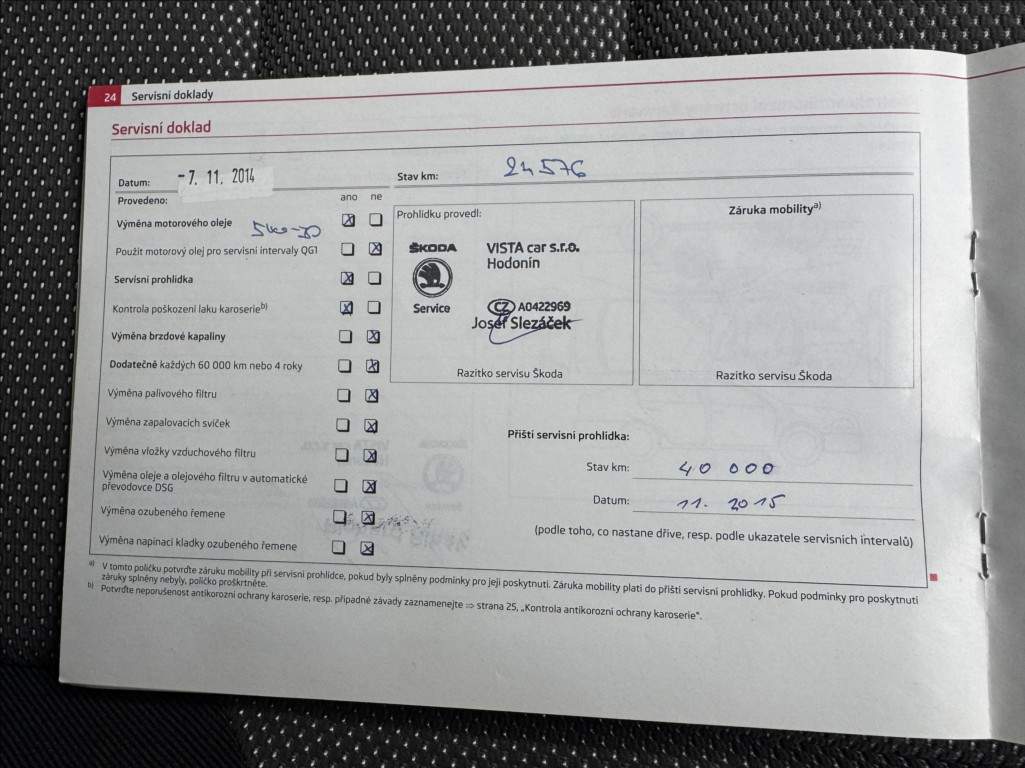 24 Servisní doklady
Servisní doklad
Datum: -7. 11. 2014
Stav km: 24576
Provedeno: ano ne
Výměna motorového oleje
5W0-30
Použit motorový olej pro servisní intervaly QG1
Servisní prohlídka
Kontrola poškození laku karoserie b)
Výměna brzdové kapaliny
Dodatečně každých 60 000 km nebo 4 roky
Výměna palivového filtru
Výměna zapalovacích svíček
Výměna vložky vzduchového filtru
Výměna oleje a olejového filtru v automatické
převodovce DSG
Výměna ozubeného řemene
Výměna napínací kladky ozubeného řemene
Prohlídku provedl:
ŠKODA
Service
VISTA car s.r.o.
Hodonín
CZ A0422969
Josef Slezáček
Razítko servisu Škoda
Záruka mobility a)
Razítko servisu Škoda
Příští servisní prohlídka:
Stav km: 40 000
Datum: 11. 2015
(podle toho, co nastane dříve, resp. podle ukazatele servisních intervalů)
a) V tomto políčku potvrďte záruku mobility při servisní prohlídce, pokud byly splněny podmínky pro její poskytnutí. Záruka mobility platí do příští servisní prohlídky. Pokud podmínky pro poskytnutí
záruky splněny nebyly, políčko proškrtněte.
b) Potvrďte neporušenost antikorozní ochrany karoserie, resp. případné závady zaznamenejte ⇒ strana 25, „Kontrola antikorozní ochrany karoserie".